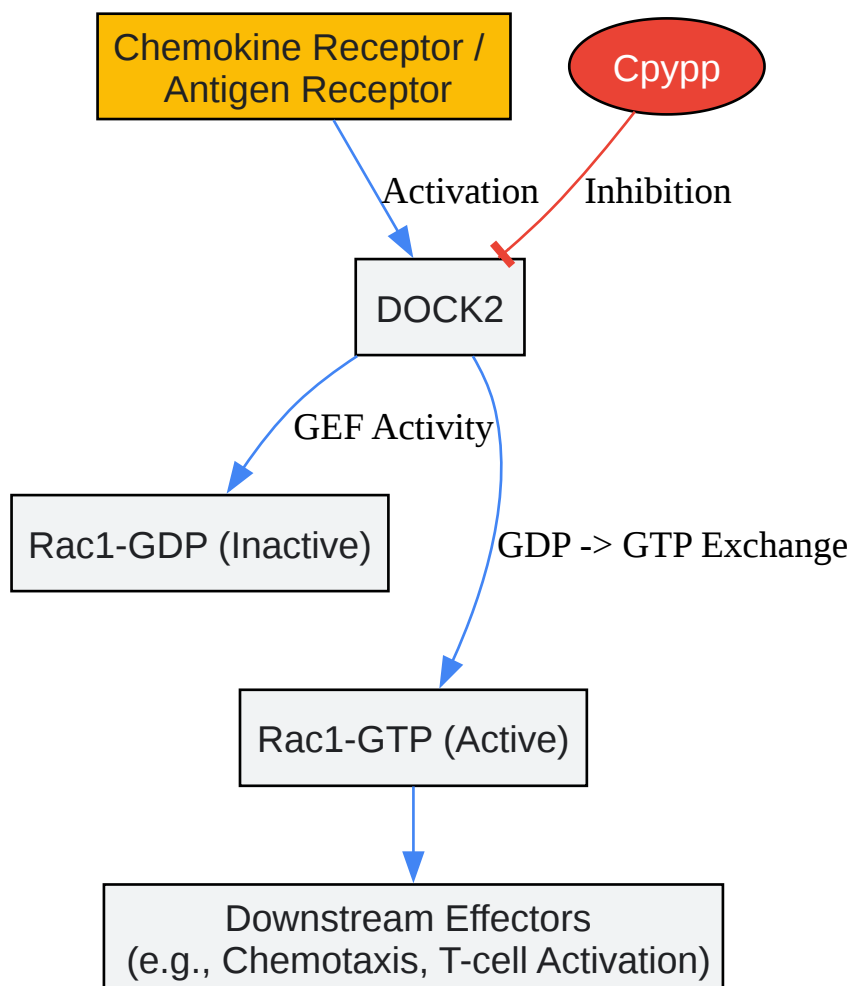 Chemokine Receptor /
Antigen Receptor
Cpypp
Activation
Inhibition
DOCK2
GEF Activity
Rac1-GDP (Inactive)
GDP -> GTP Exchange
Rac1-GTP (Active)
Downstream Effectors
(e.g., Chemotaxis, T-cell Activation)